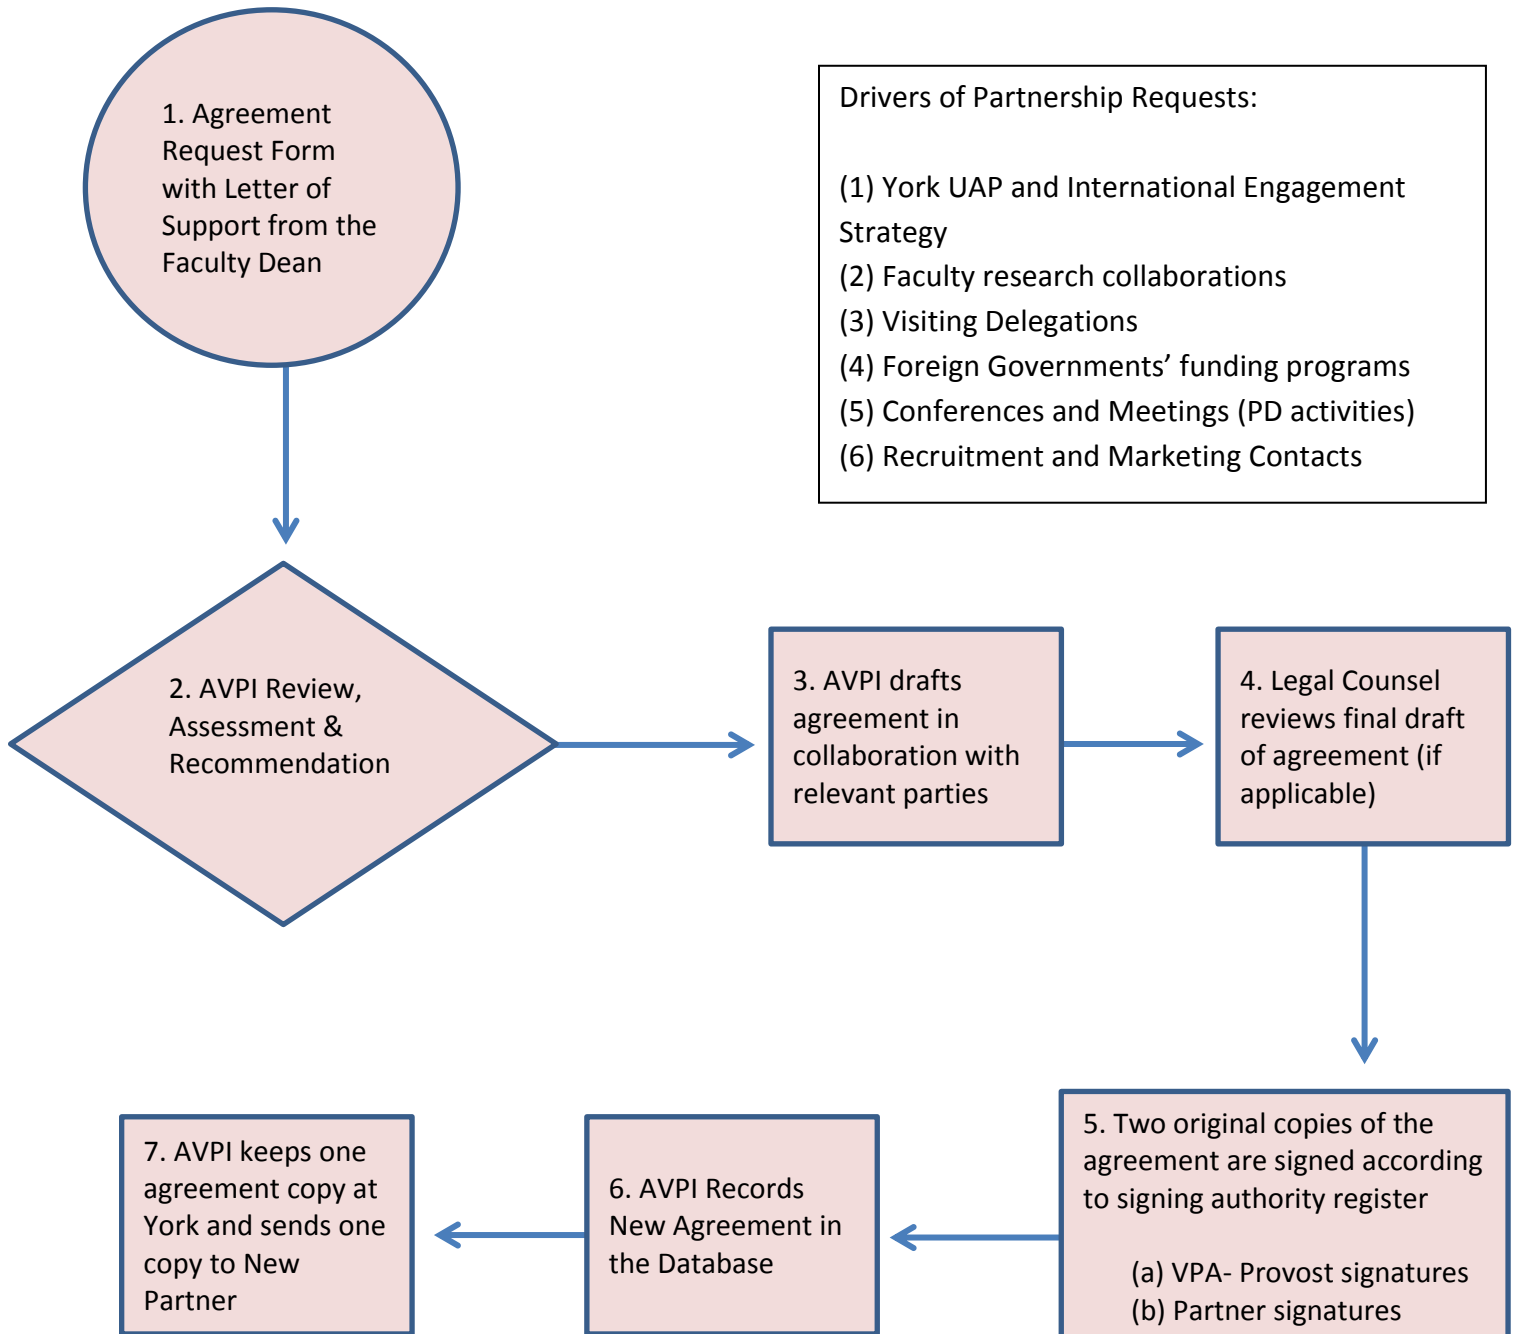 1. Agreement
Request Form
with Letter of
Support from the
Faculty Dean
Drivers of Partnership Requests:
(1) York UAP and International Engagement
Strategy
(2) Faculty research collaborations
(3) Visiting Delegations
(4) Foreign Governments’ funding programs
(5) Conferences and Meetings (PD activities)
(6) Recruitment and Marketing Contacts
2. AVPI Review,
Assessment &
Recommendation
3. AVPI drafts
agreement in
collaboration with
relevant parties
4. Legal Counsel
reviews final draft
of agreement (if
applicable)
5. Two original copies of the
agreement are signed according
to signing authority register
(a) VPA- Provost signatures
(b) Partner signatures
6. AVPI Records
New Agreement in
the Database
7. AVPI keeps one
agreement copy at
York and sends one
copy to New
Partner